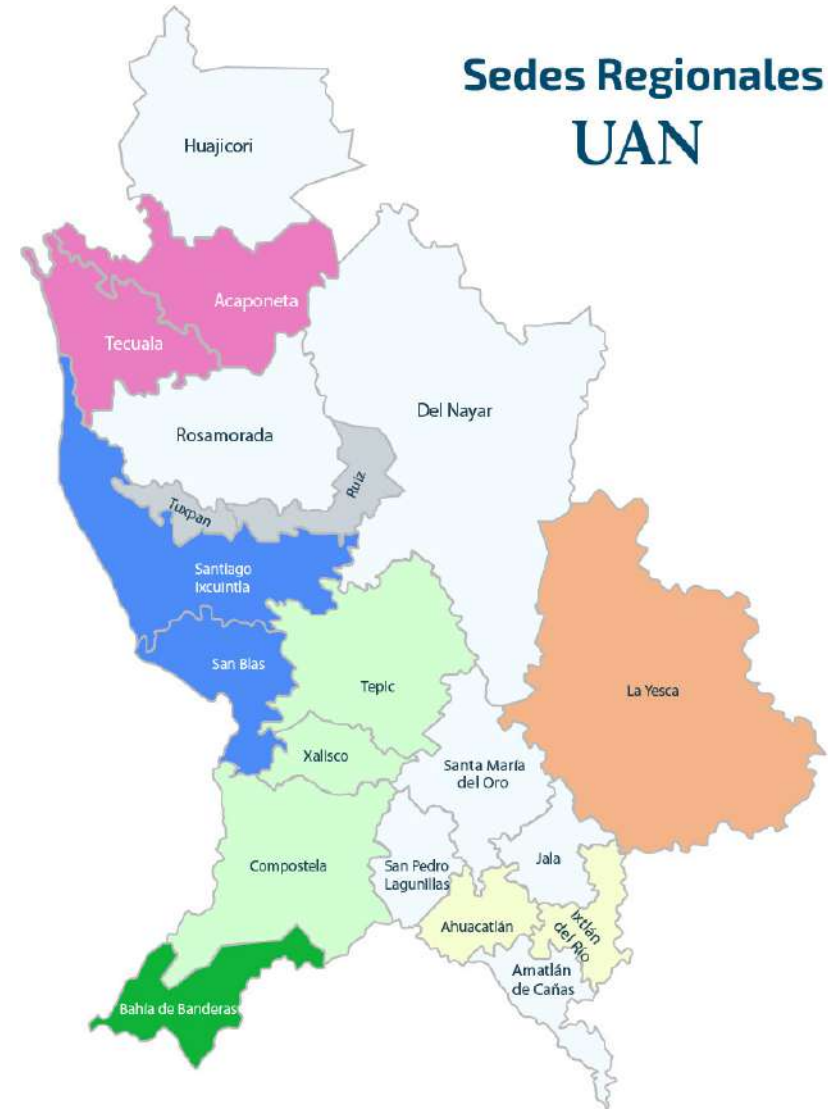 Sedes Regionales
UAN
Huajicori
Acaponeta
Tecuala
Del Nayar
Rosamorada
Ruiz
Tuxpan
Santiago
Ixcuintla
San Blas
Tepic
La Yesca
Xalisco
Santa María
del Oro
Compostela
San Pedro
Lagunillas
Jala
Ahuacatlán
Ixtlán
del Río
Amatlán
de Cañas
Bahía de Banderas